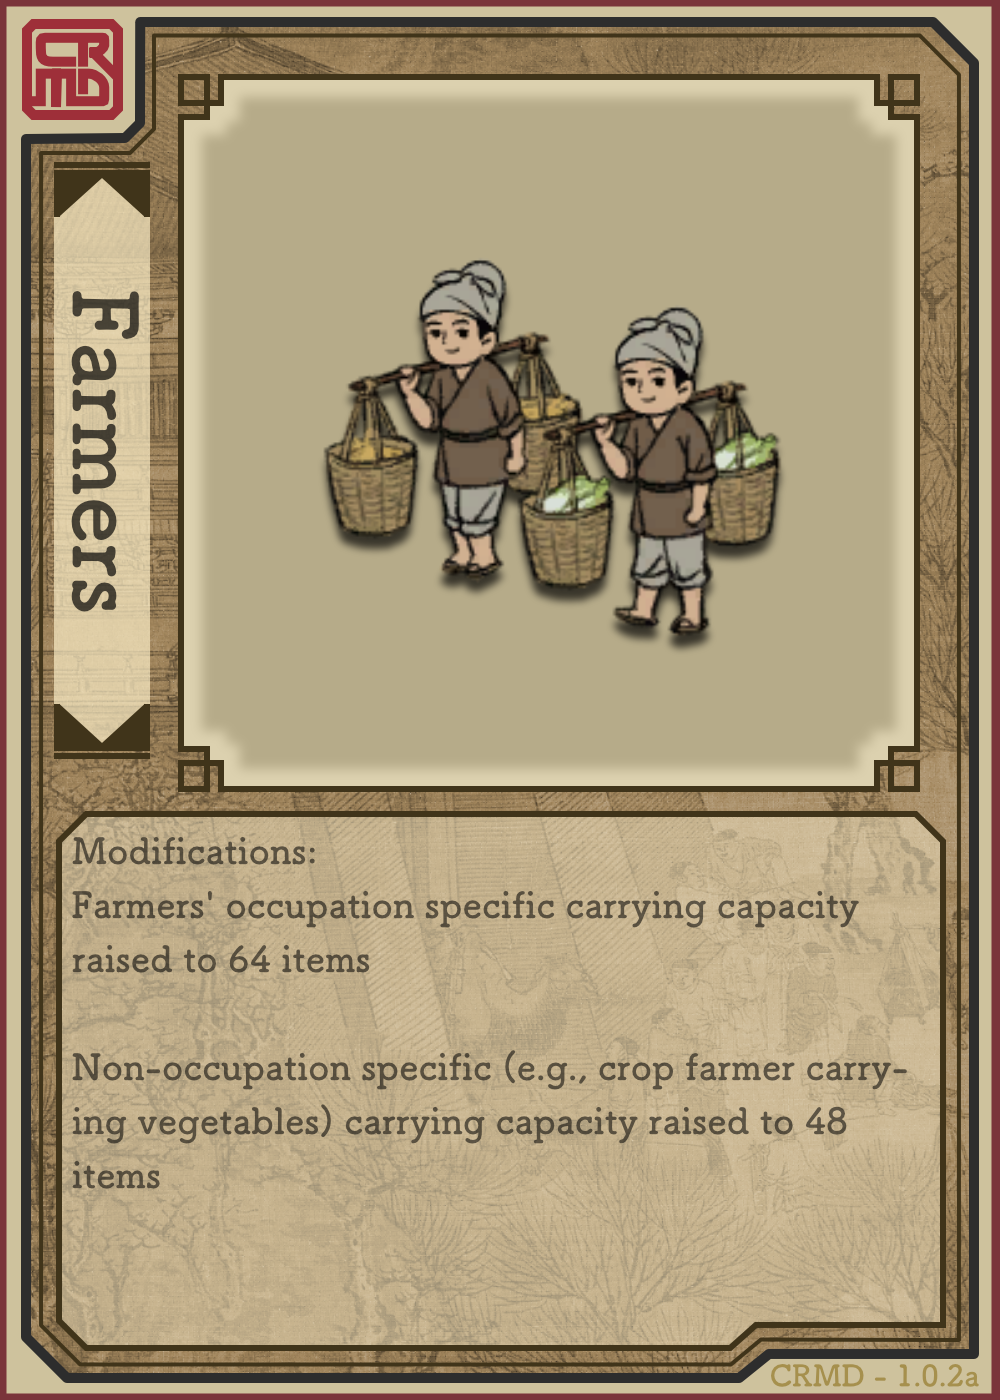 CRMD
Farmers
Modifications:
Farmers' occupation specific carrying capacity
raised to 64 items
Non-occupation specific (e.g., crop farmer carry-
ing vegetables) carrying capacity raised to 48
items
CRMD - 1.0.2a